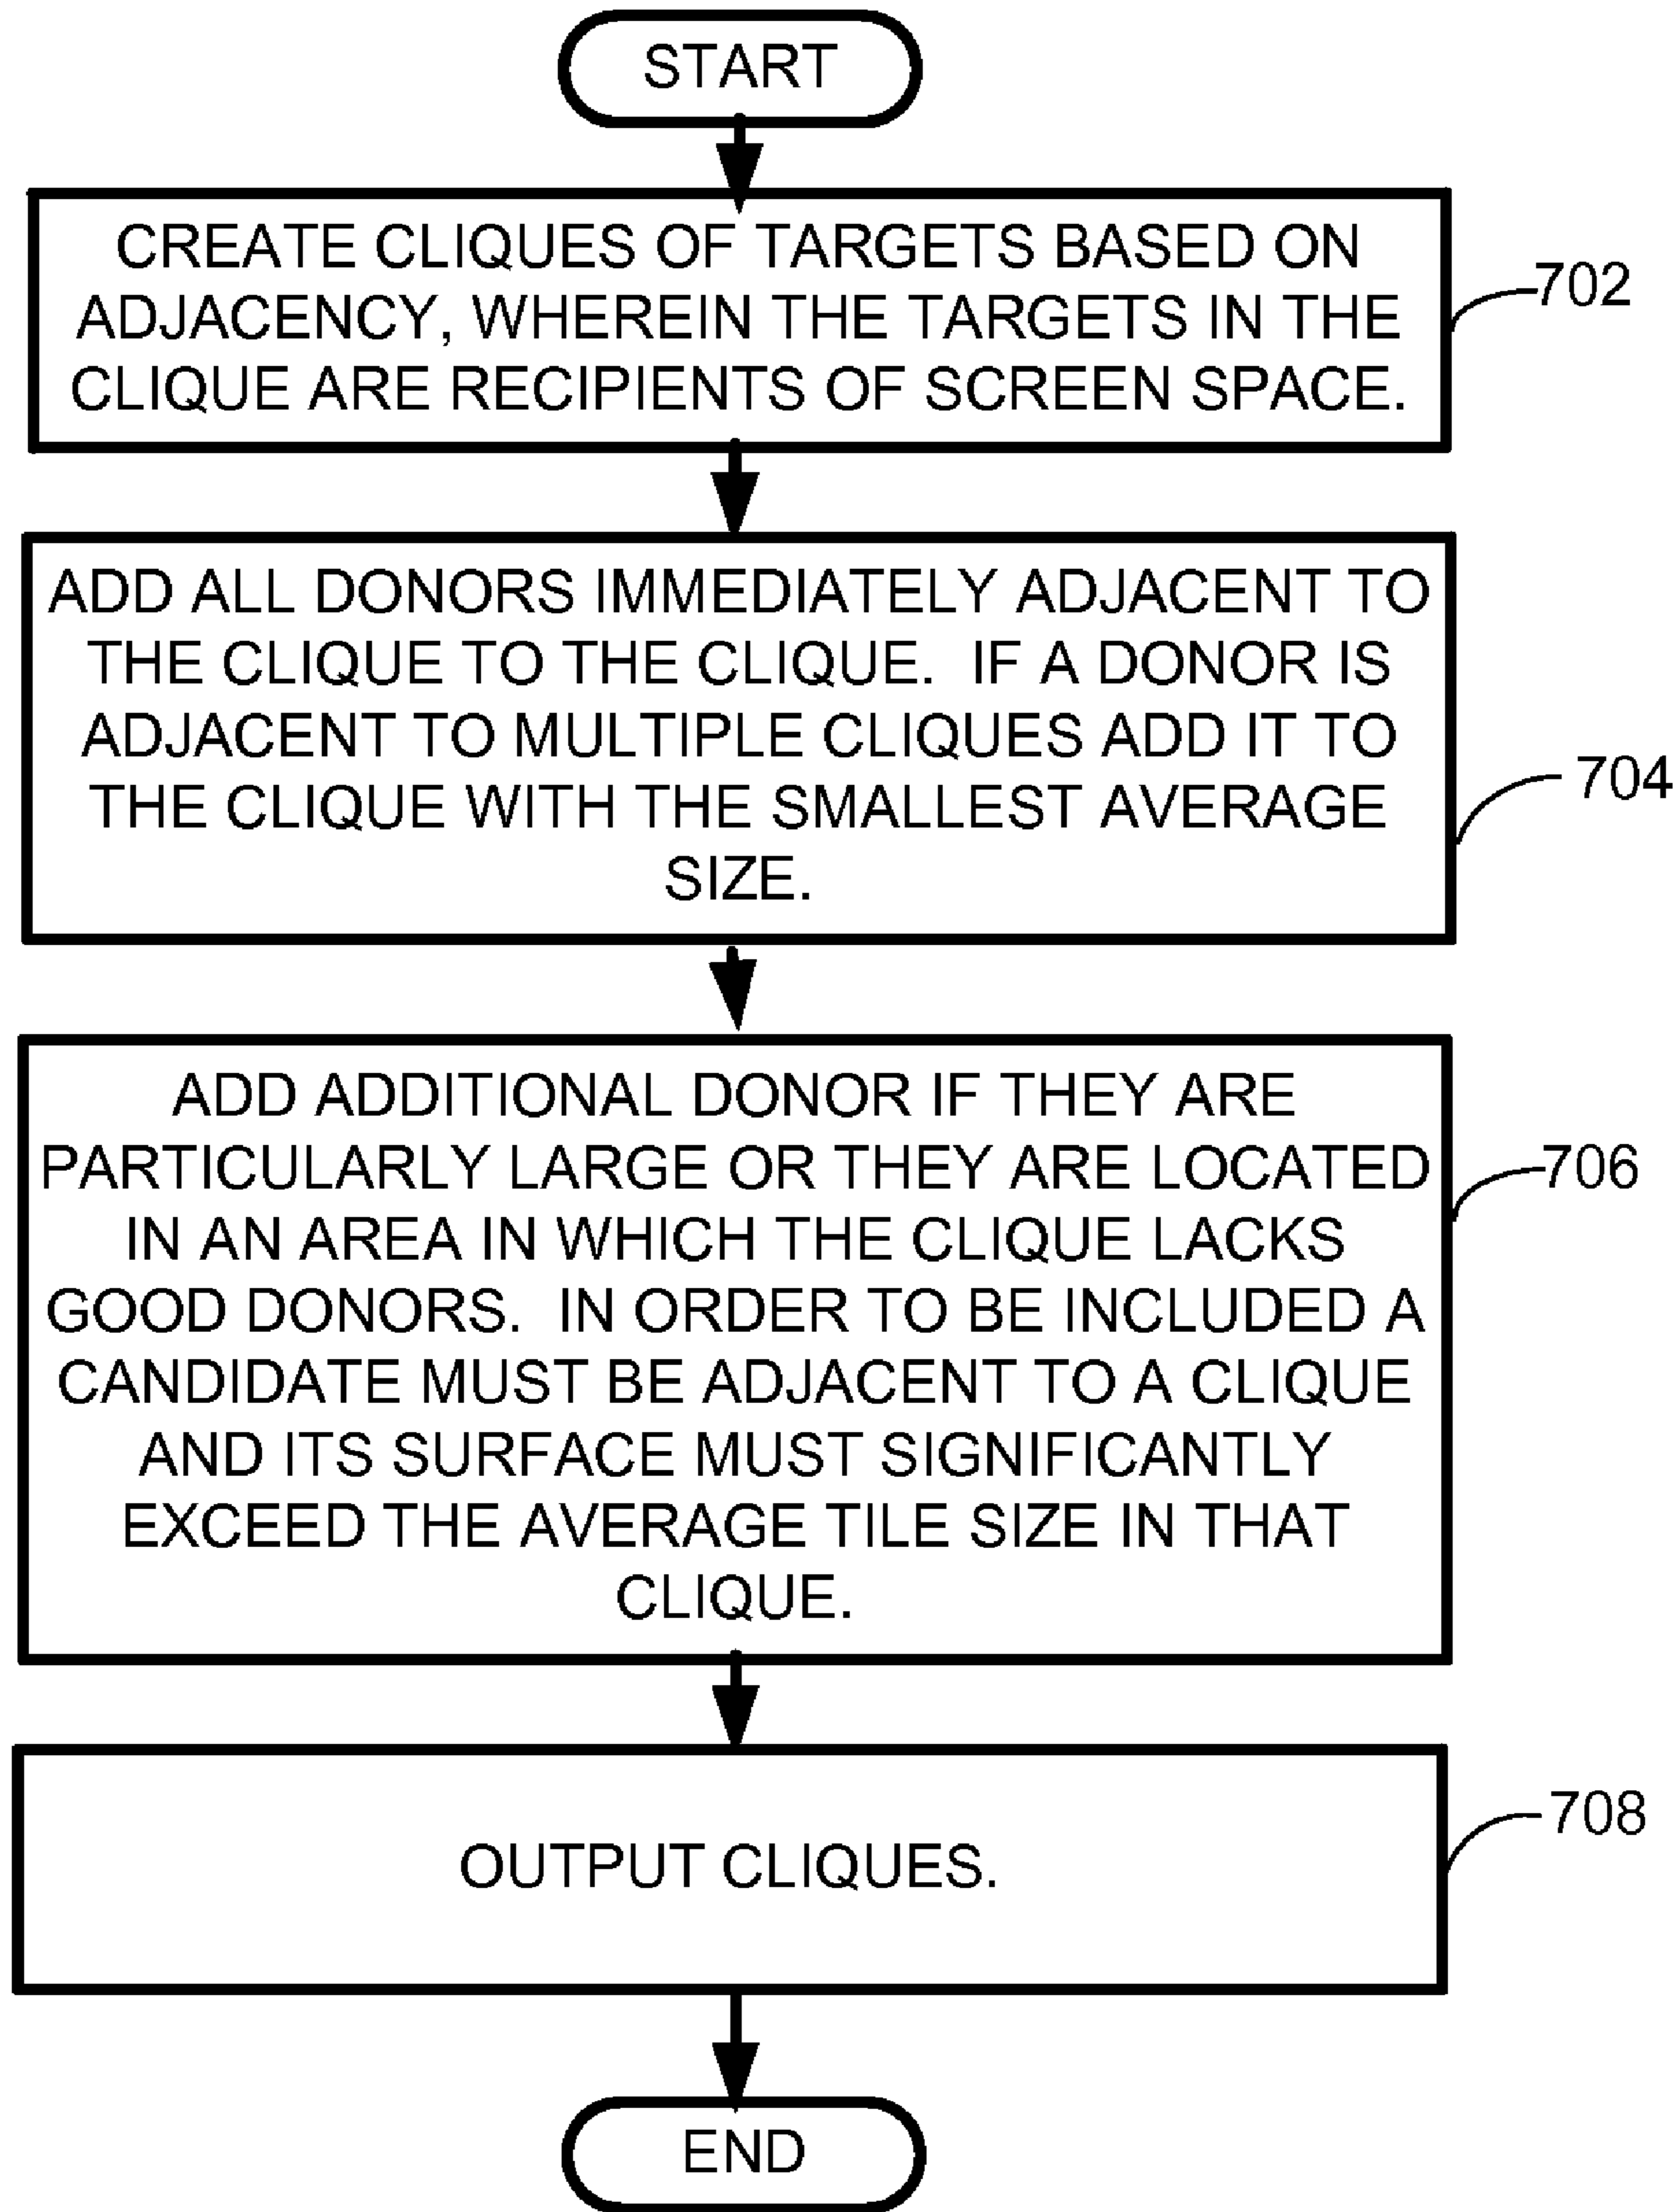 START
CREATE CLIQUES OF TARGETS BASED ON
ADJACENCY, WHEREIN THE TARGETS IN THE
CLIQUE ARE RECIPIENTS OF SCREEN SPACE.
702
ADD ALL DONORS IMMEDIATELY ADJACENT TO
THE CLIQUE TO THE CLIQUE. IF A DONOR IS
ADJACENT TO MULTIPLE CLIQUES ADD IT TO
THE CLIQUE WITH THE SMALLEST AVERAGE
SIZE.
704
ADD ADDITIONAL DONOR IF THEY ARE
PARTICULARLY LARGE OR THEY ARE LOCATED
IN AN AREA IN WHICH THE CLIQUE LACKS
GOOD DONORS. IN ORDER TO BE INCLUDED A
CANDIDATE MUST BE ADJACENT TO A CLIQUE
AND ITS SURFACE MUST SIGNIFICANTLY
EXCEED THE AVERAGE TILE SIZE IN THAT
CLIQUE.
706
OUTPUT CLIQUES.
708
END